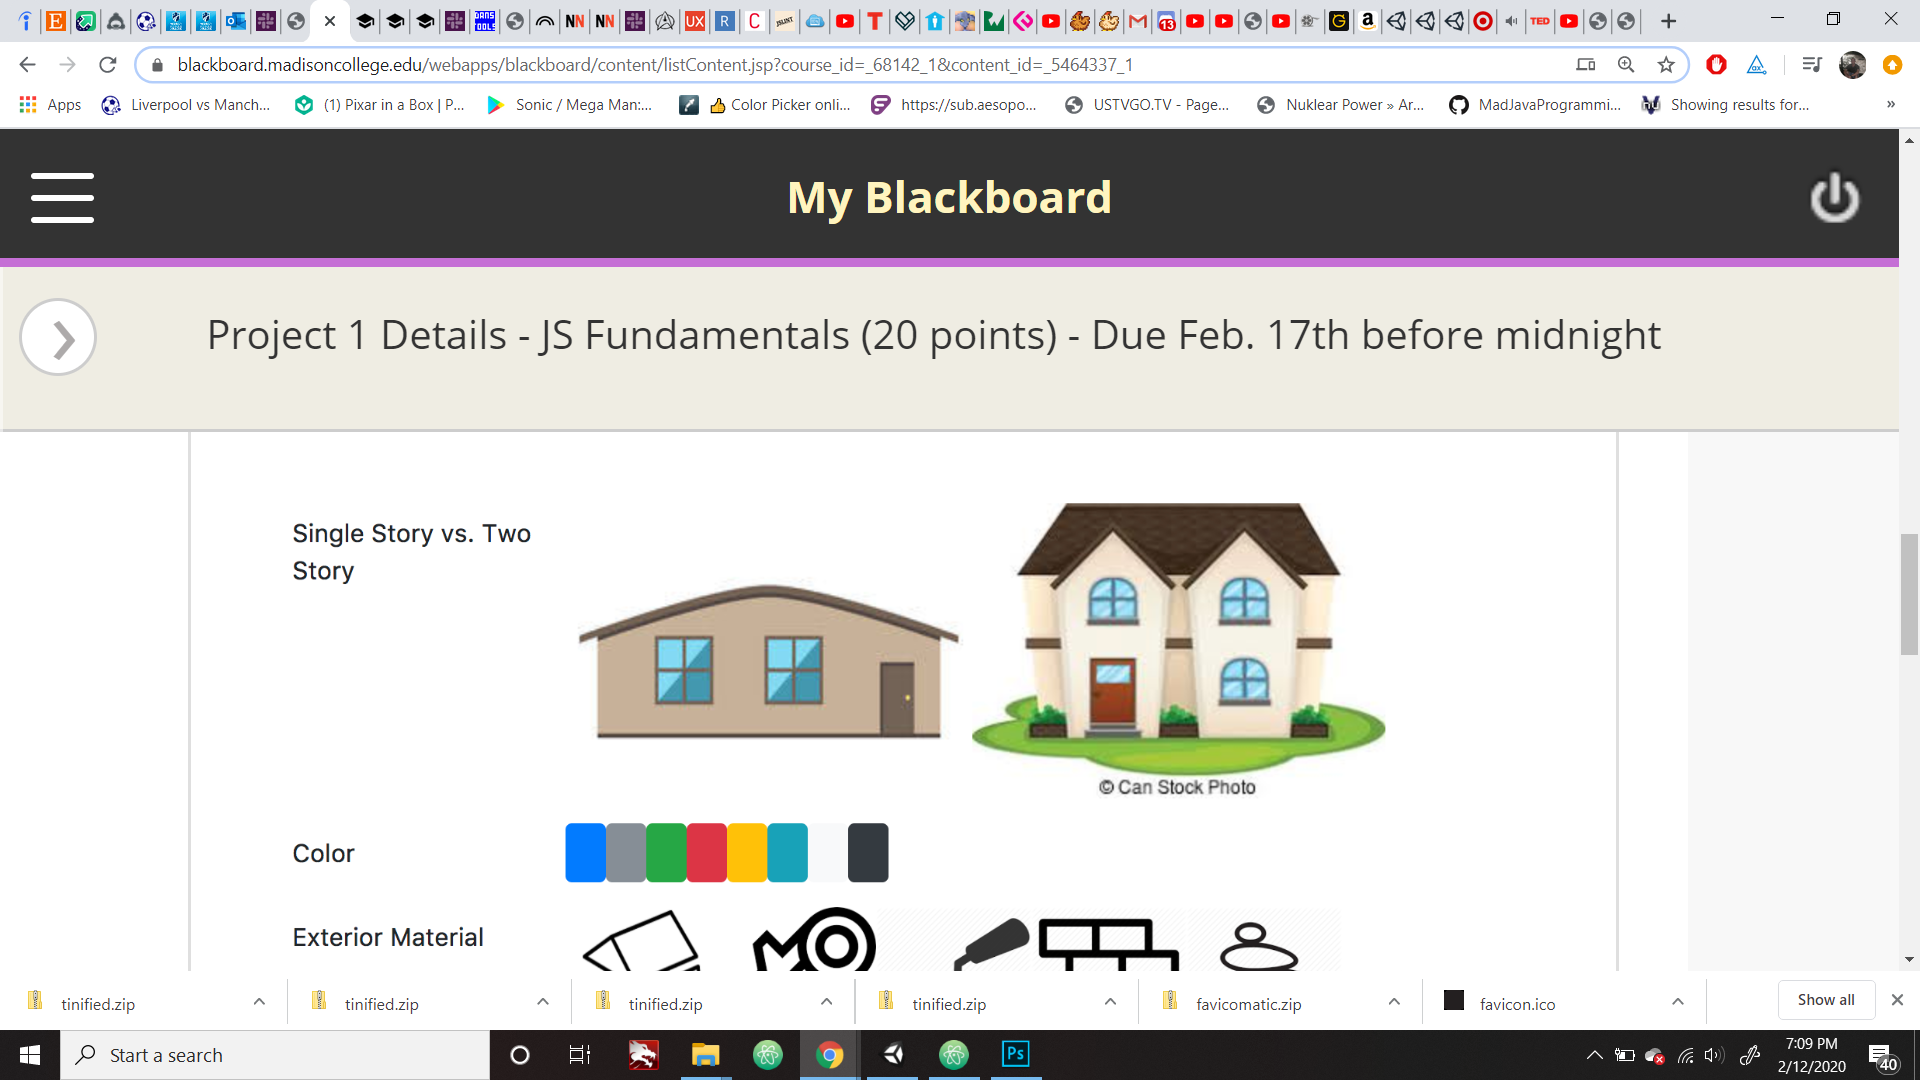 blackboard.madisoncollege.edu/webapps/blackboard/content/listContent.jsp?course_id=_68142_1&content_id=_5464337_1
Apps Liverpool vs Manch... (1) Pixar in a Box | P... Sonic / Mega Man:... 👍 Color Picker onli... https://sub.aesopo... USTVGO.TV - Page... Nuklear Power » Ar... MadJavaProgrammi... Showing results for... »
My Blackboard
Project 1 Details - JS Fundamentals (20 points) - Due Feb. 17th before midnight
Single Story vs. Two
Story
© Can Stock Photo
Color
Exterior Material
tinified.zip tinified.zip tinified.zip tinified.zip favicomatic.zip favicon.ico Show all
Start a search
Ps
7:09 PM
2/12/2020
40